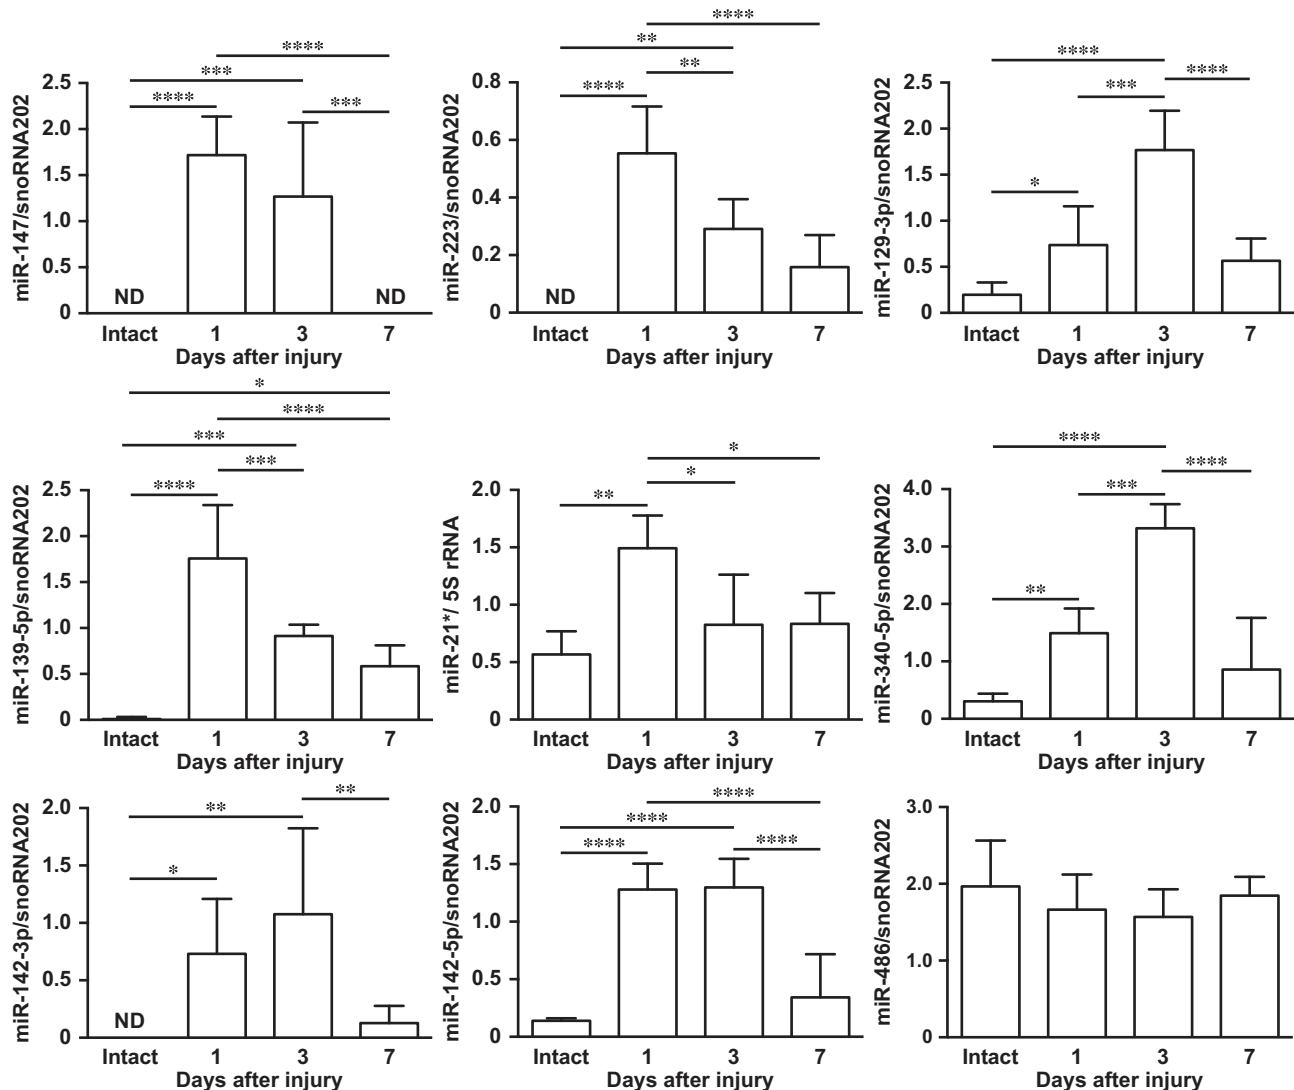 miR-147/snoRNA202
2.5
2.0
1.5
1.0
0.5
0
****
***
****
***
ND
ND
Intact 1 3 7
Days after injury
miR-223/snoRNA202
0.8
0.6
0.4
0.2
0
****
**
**
****
ND
Intact 1 3 7
Days after injury
miR-129-3p/snoRNA202
2.5
2.0
1.5
1.0
0.5
0
****
***
****
*
Intact 1 3 7
Days after injury
miR-139-5p/snoRNA202
2.5
2.0
1.5
1.0
0.5
0
*
****
***
***
****
Intact 1 3 7
Days after injury
miR-21*/ 5S rRNA
2.0
1.5
1.0
0.5
0
*
*
**
Intact 1 3 7
Days after injury
miR-340-5p/snoRNA202
4.0
3.0
2.0
1.0
0
****
****
***
**
Intact 1 3 7
Days after injury
miR-142-3p/snoRNA202
2.0
1.5
1.0
0.5
0
**
**
*
ND
Intact 1 3 7
Days after injury
miR-142-5p/snoRNA202
2.0
1.5
1.0
0.5
0
****
****
****
****
Intact 1 3 7
Days after injury
miR-486/snoRNA202
3.0
2.0
1.0
0
Intact 1 3 7
Days after injury